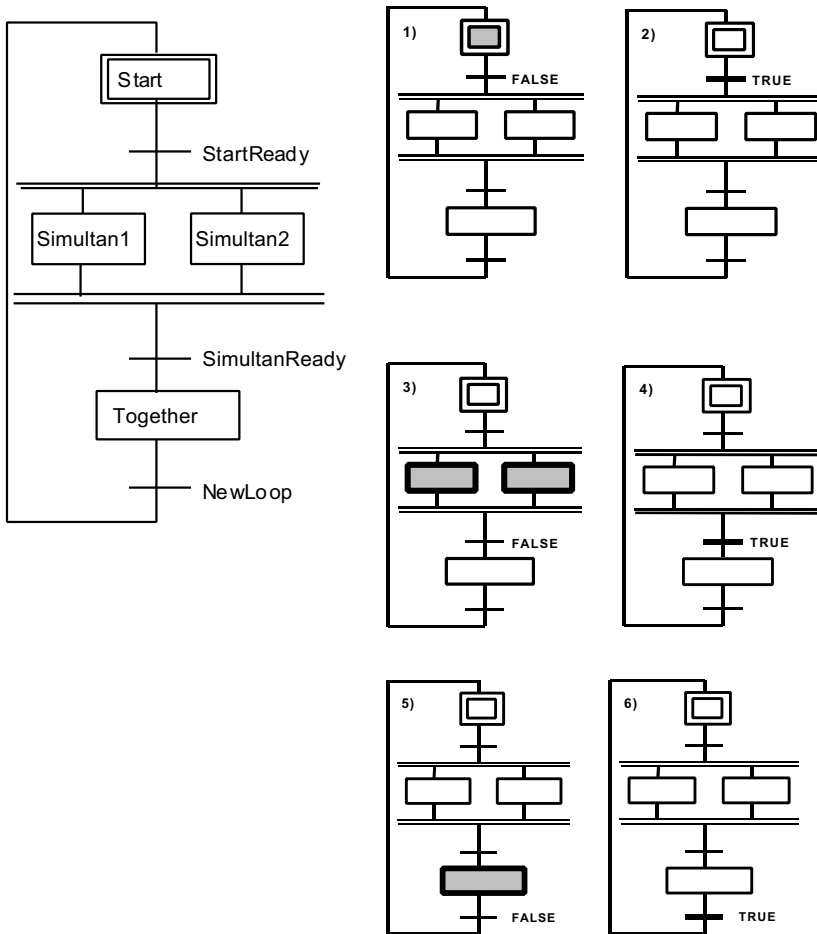 Start
StartReady
Simultan1
Simultan2
SimultanReady
Together
NewLoop
1)
FALSE
2)
TRUE
3)
FALSE
4)
TRUE
5)
FALSE
6)
TRUE